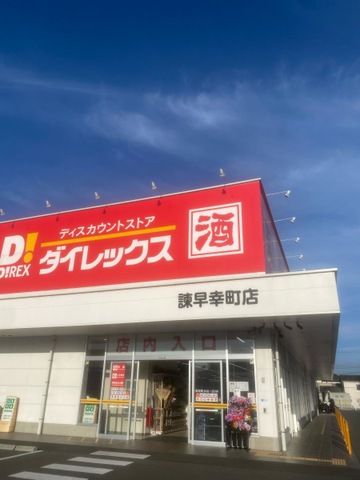 ディスカウントストア
D!
DiREX
ダイレックス
酒
諫早幸町店
店内入口